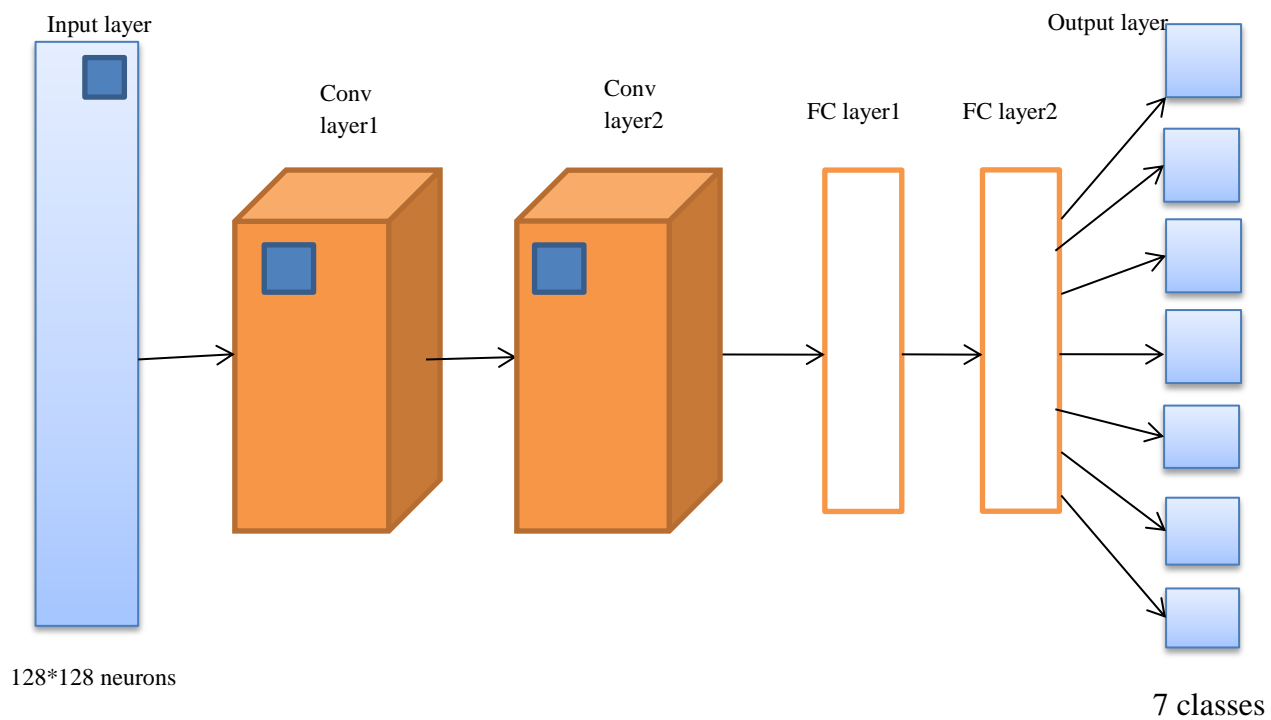 Input layer
Output layer
Conv
layer1
Conv
layer2
FC layer1
FC layer2
128*128 neurons
7 classes